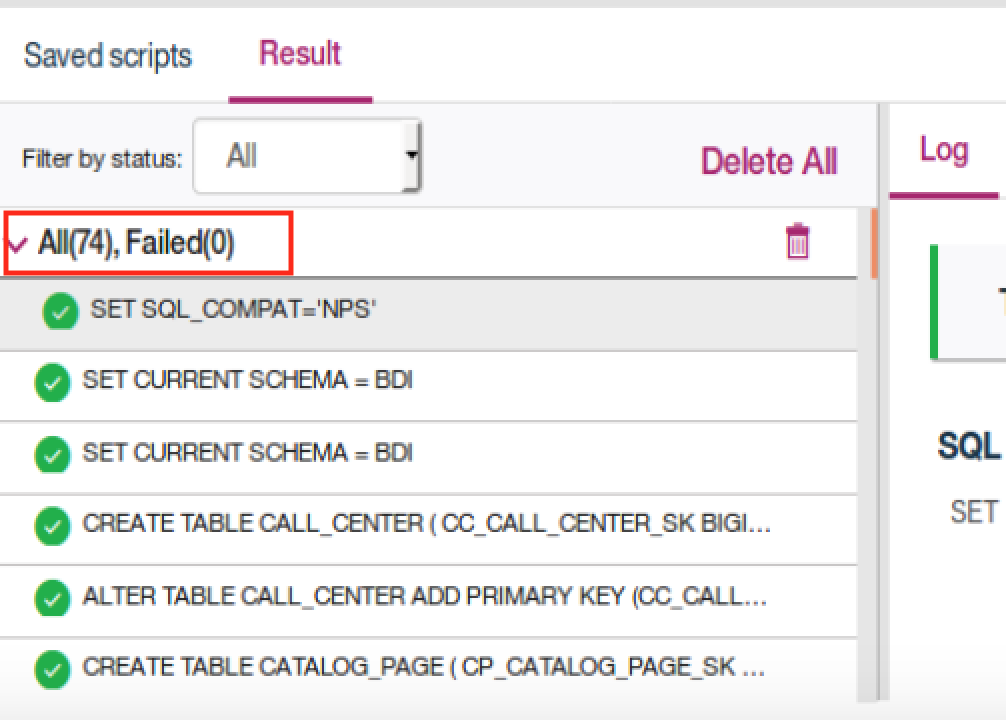 Saved scripts
Result
Filter by status:
All
Delete All
All(74), Failed(0)
SET SQL_COMPAT='NPS'
SET CURRENT SCHEMA = BDI
SET CURRENT SCHEMA = BDI
CREATE TABLE CALL_CENTER ( CC_CALL_CENTER_SK BIGI...
ALTER TABLE CALL_CENTER ADD PRIMARY KEY (CC_CALL...
CREATE TABLE CATALOG_PAGE ( CP_CATALOG_PAGE_SK ...
Log
SQL
SET